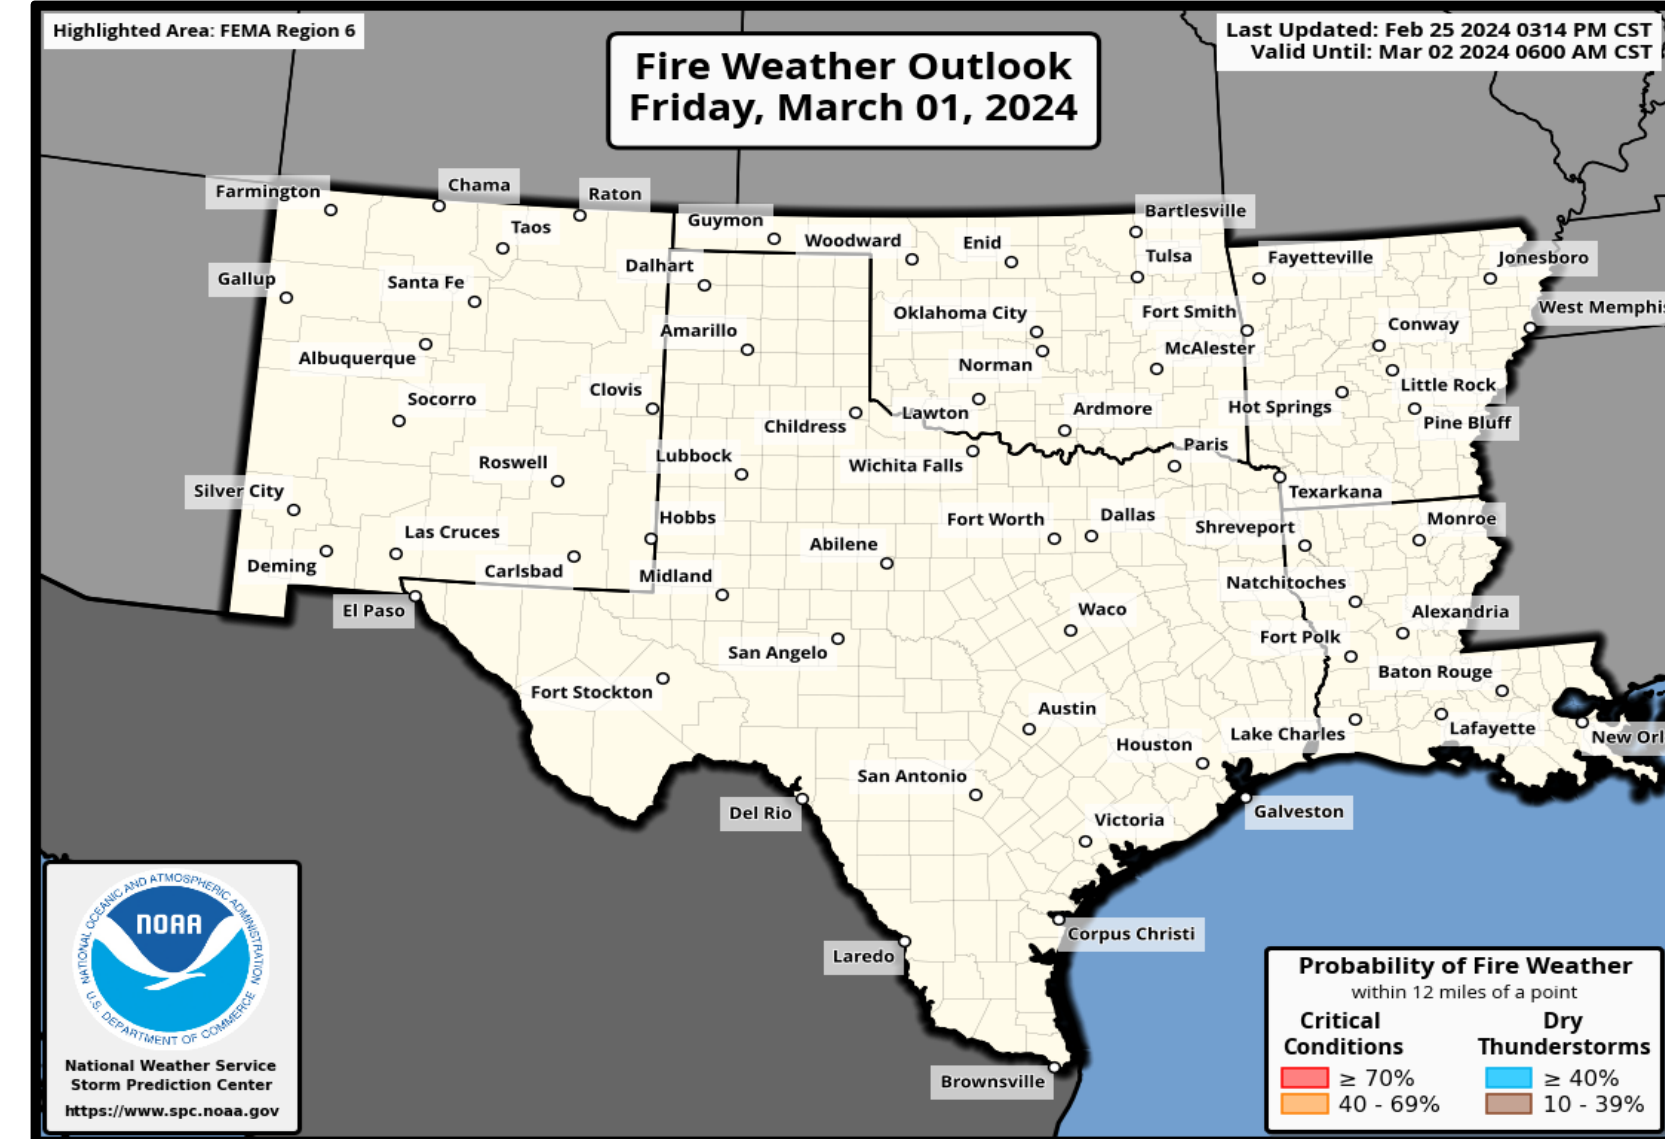 Highlighted Area: FEMA Region 6
Last Updated: Feb 25 2024 0314 PM CST
Valid Until: Mar 02 2024 0600 AM CST
Fire Weather Outlook
Friday, March 01, 2024
Farmington
Chama
Raton
Taos
Guymon
Woodward
Enid
Bartlesville
Tulsa
Fayetteville
Jonesboro
Gallup
Santa Fe
Dalhart
Oklahoma City
Fort Smith
West Memphis
Amarillo
Conway
Albuquerque
Norman
McAlester
Socorro
Clovis
Little Rock
Childress
Lawton
Ardmore
Hot Springs
Pine Bluff
Roswell
Lubbock
Wichita Falls
Paris
Silver City
Texarkana
Hobbs
Fort Worth
Dallas
Shreveport
Monroe
Las Cruces
Abilene
Deming
Carlsbad
Midland
Natchitoches
El Paso
Waco
Alexandria
San Angelo
Fort Polk
Fort Stockton
Baton Rouge
Austin
Houston
Lake Charles
Lafayette
New Orl
San Antonio
Del Rio
Victoria
Galveston
Corpus Christi
Laredo
Brownsville
NATIONAL OCEANIC AND ATMOSPHERIC ADMINISTRATION
NOAA
U.S. DEPARTMENT OF COMMERCE
National Weather Service
Storm Prediction Center
https://www.spc.noaa.gov
Probability of Fire Weather
within 12 miles of a point
Critical Conditions
Dry Thunderstorms
≥ 70%
≥ 40%
40 - 69%
10 - 39%